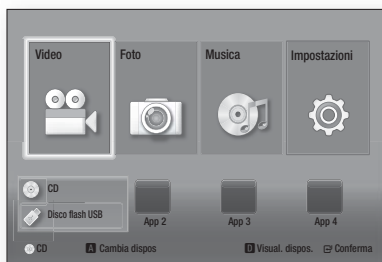 Video Foto Musica Impostazioni
CD
Disco flash USB
App 2 App 3 App 4
CD A Cambia dispos D Visual. dispos. Conferma